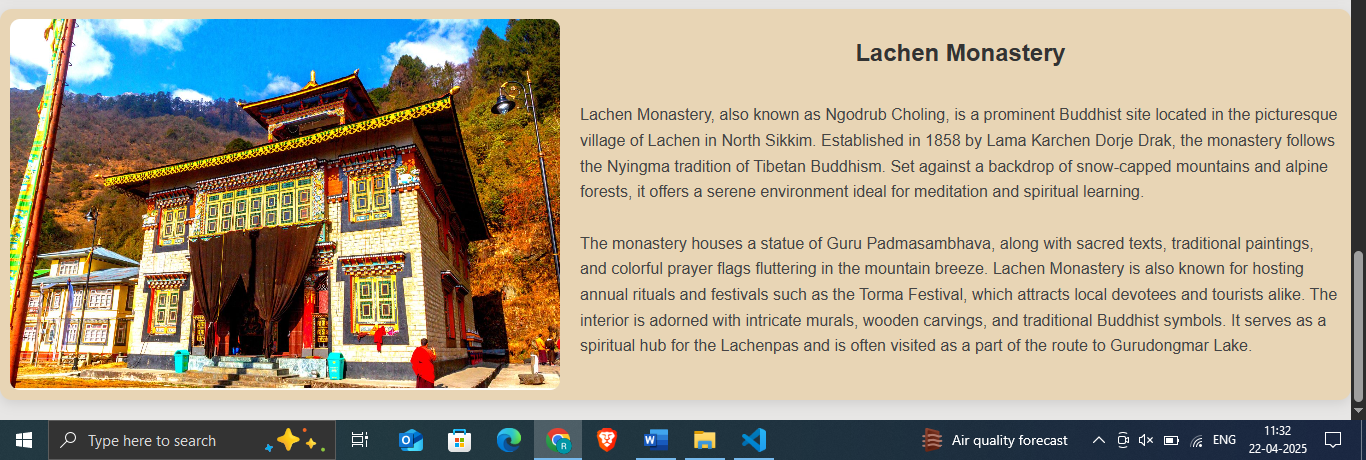 Lachen Monastery
Lachen Monastery, also known as Ngodrub Choling, is a prominent Buddhist site located in the picturesque
village of Lachen in North Sikkim. Established in 1858 by Lama Karchen Dorje Drak, the monastery follows
the Nyingma tradition of Tibetan Buddhism. Set against a backdrop of snow-capped mountains and alpine
forests, it offers a serene environment ideal for meditation and spiritual learning.
The monastery houses a statue of Guru Padmasambhava, along with sacred texts, traditional paintings,
and colorful prayer flags fluttering in the mountain breeze. Lachen Monastery is also known for hosting
annual rituals and festivals such as the Torma Festival, which attracts local devotees and tourists alike. The
interior is adorned with intricate murals, wooden carvings, and traditional Buddhist symbols. It serves as a
spiritual hub for the Lachenpas and is often visited as a part of the route to Gurudongmar Lake.
Type here to search
Air quality forecast
ENG
11:32
22-04-2025